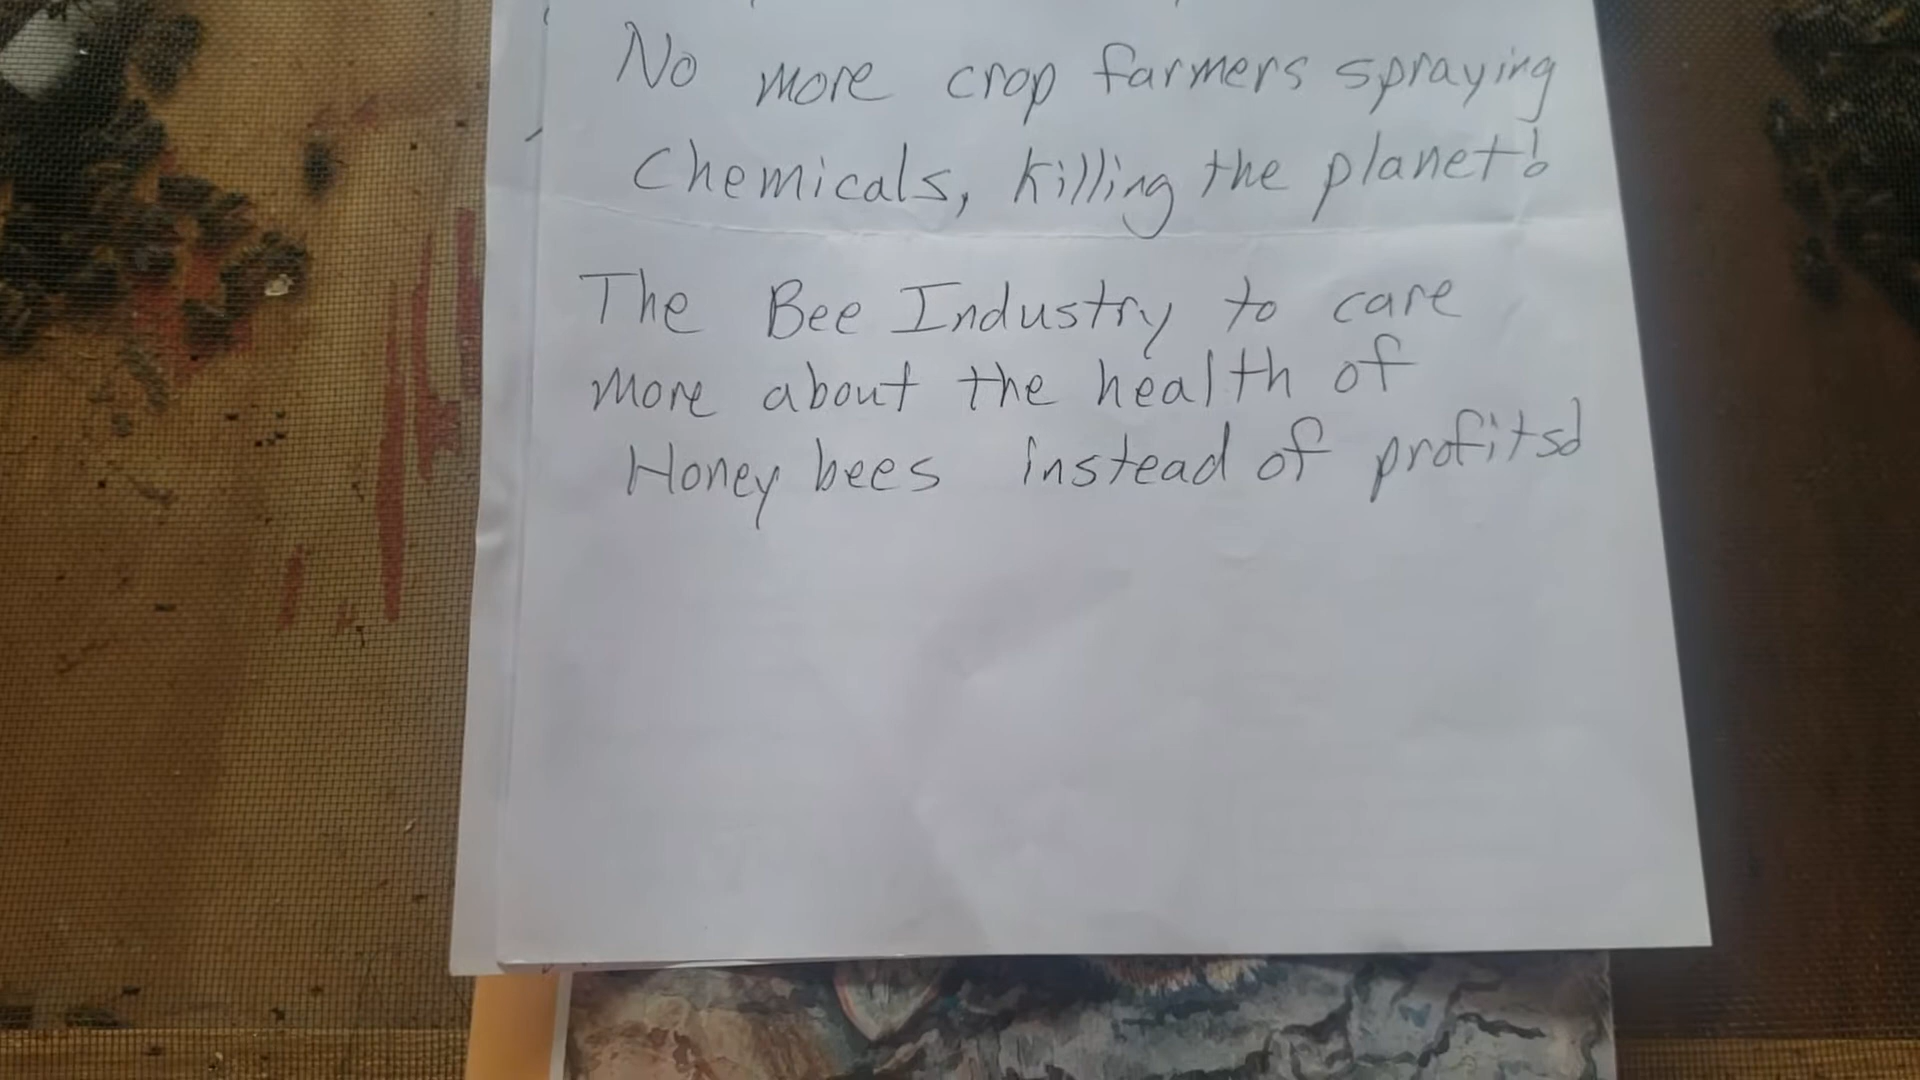 No more crop farmers spraying
Chemicals, killing the planet!
The Bee Industry to care
more about the health of
Honey bees instead of profits!